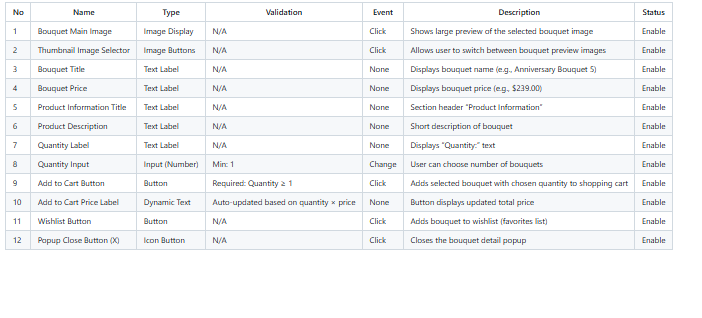 No Name Type Validation Event Description Status
1 Bouquet Main Image Image Display N/A Click Shows large preview of the selected bouquet image Enable
2 Thumbnail Image Selector Image Buttons N/A Click Allows user to switch between bouquet preview images Enable
3 Bouquet Title Text Label N/A None Displays bouquet name (e.g., Anniversary Bouquet 5) Enable
4 Bouquet Price Text Label N/A None Displays bouquet price (e.g., $239.00) Enable
5 Product Information Title Text Label N/A None Section header "Product Information" Enable
6 Product Description Text Label N/A None Short description of bouquet Enable
7 Quantity Label Text Label N/A None Displays "Quantity:" text Enable
8 Quantity Input Input (Number) Min: 1 Change User can choose number of bouquets Enable
9 Add to Cart Button Button Required: Quantity ≥ 1 Click Adds selected bouquet with chosen quantity to shopping cart Enable
10 Add to Cart Price Label Dynamic Text Auto-updated based on quantity × price None Button displays updated total price Enable
11 Wishlist Button Button N/A Click Adds bouquet to wishlist (favorites list) Enable
12 Popup Close Button (X) Icon Button N/A Click Closes the bouquet detail popup Enable